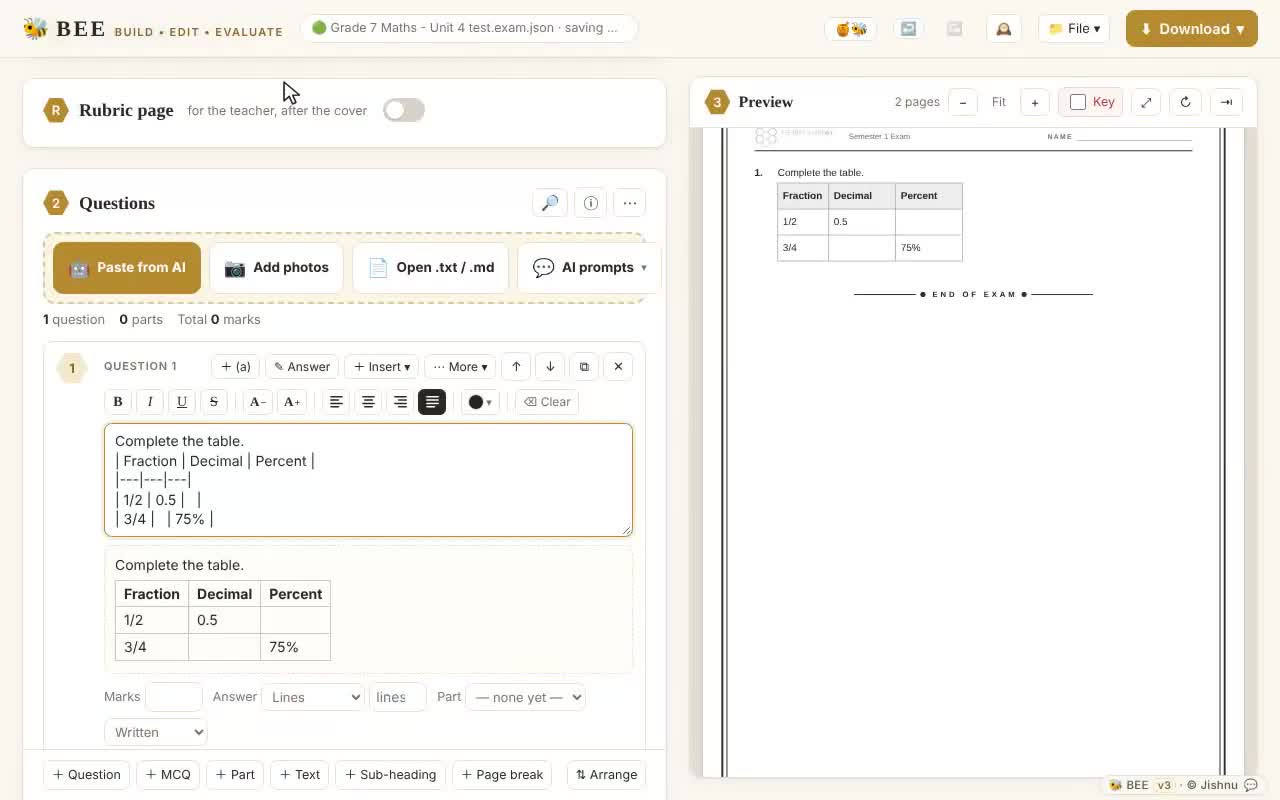 🐝 BEE BUILD • EDIT • EVALUATE
Grade 7 Maths - Unit 4 test.exam.json · saving ...
📁 File ▾
⬇ Download ▾
R Rubric page for the teacher, after the cover
2 Questions
🤖 Paste from AI
📷 Add photos
📄 Open .txt / .md
💬 AI prompts ▾
1 question 0 parts Total 0 marks
1 QUESTION 1
+ (a)
✎ Answer
+ Insert ▾
··· More ▾
↑ ↓ ⧉ ✕
B I U S A− A+ ⌫ Clear
Complete the table.
| Fraction | Decimal | Percent |
|---|---|---|
| 1/2 | 0.5 |   |
| 3/4 |   | 75% |
Complete the table.
Fraction Decimal Percent
1/2 0.5
3/4 75%
Marks Answer Lines lines Part — none yet —
Written
+ Question + MCQ + Part + Text + Sub-heading + Page break ⇅ Arrange
3 Preview 2 pages − Fit + Key
Semester 1 Exam NAME
1. Complete the table.
Fraction Decimal Percent
1/2 0.5
3/4 75%
END OF EXAM
🐝 BEE v3 · © Jishnu 💬